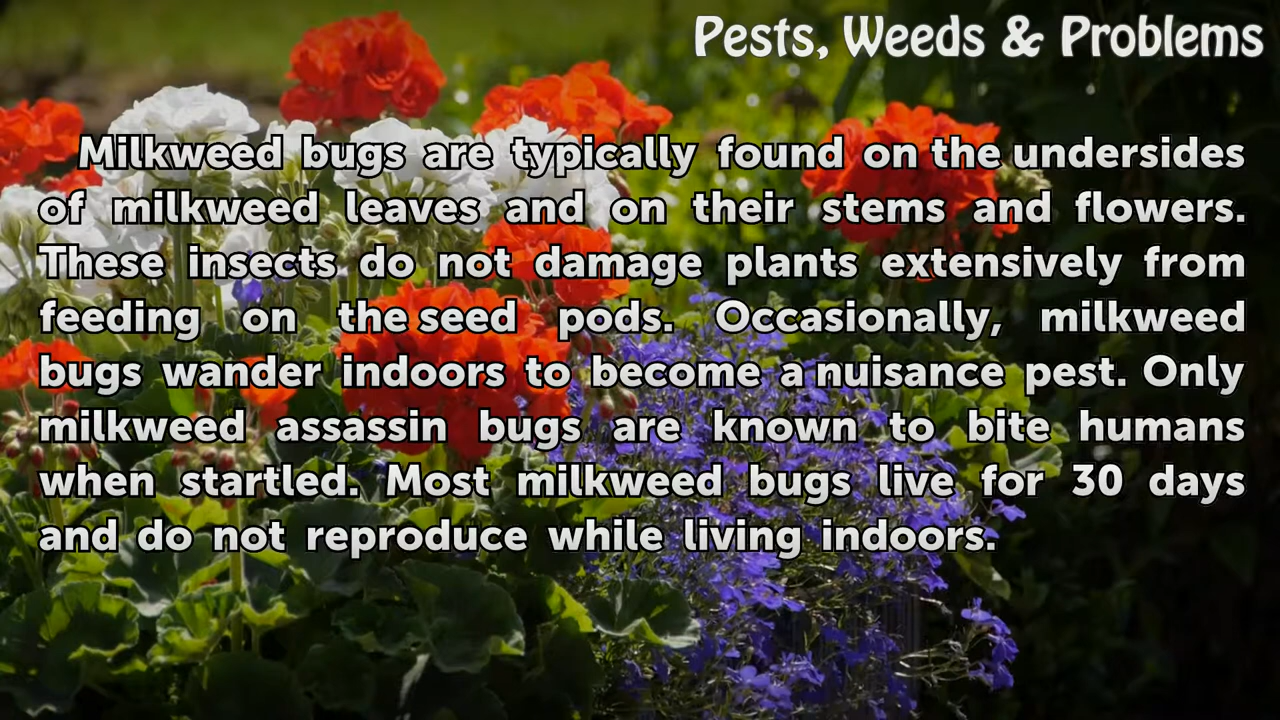 Pests, Weeds & Problems
Milkweed bugs are typically found on the undersides
of milkweed leaves and on their stems and flowers.
These insects do not damage plants extensively from
feeding on the seed pods. Occasionally, milkweed
bugs wander indoors to become a nuisance pest. Only
milkweed assassin bugs are known to bite humans
when startled. Most milkweed bugs live for 30 days
and do not reproduce while living indoors.